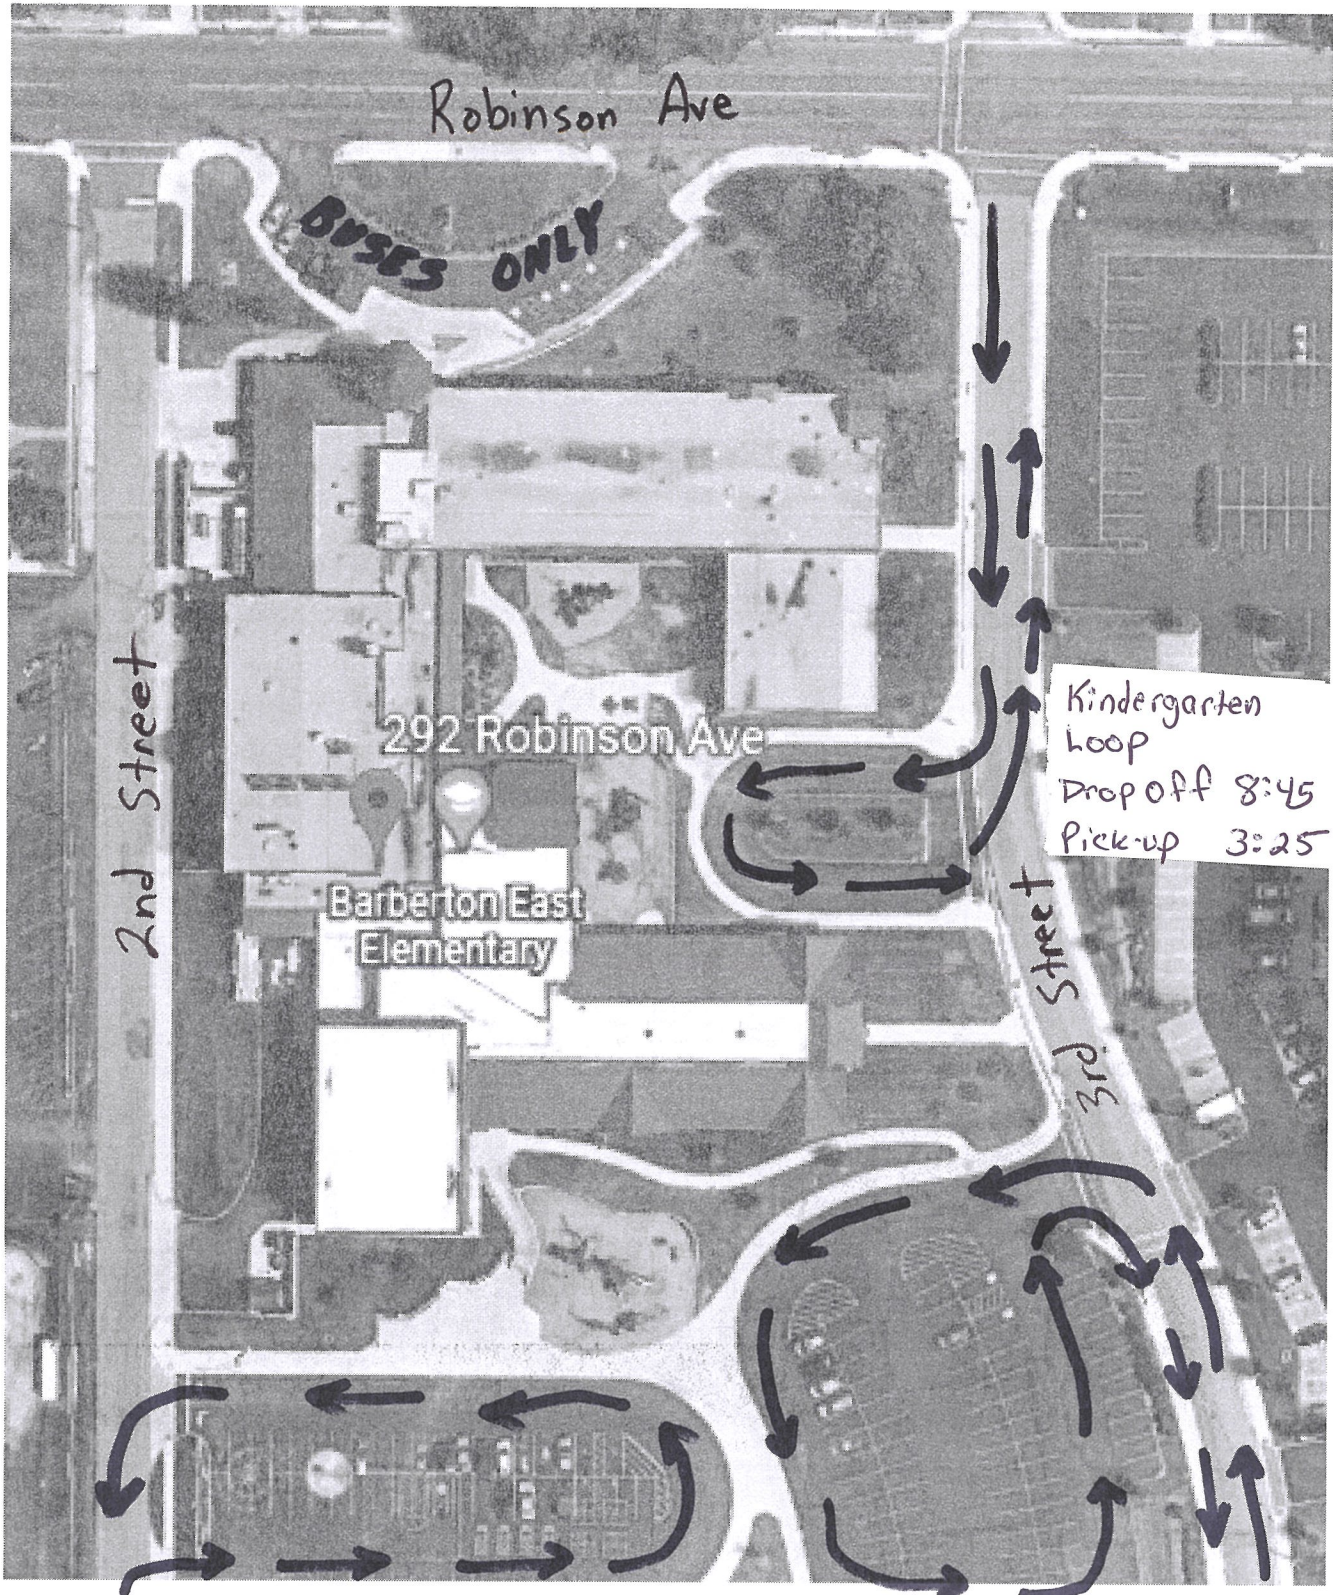 Robinson Ave
BUSES ONLY
2nd Street
292 Robinson Ave
Kindergarten
Loop
Drop off 8:45
Pick-up 3:25
Barberton East
Elementary
3rd Street